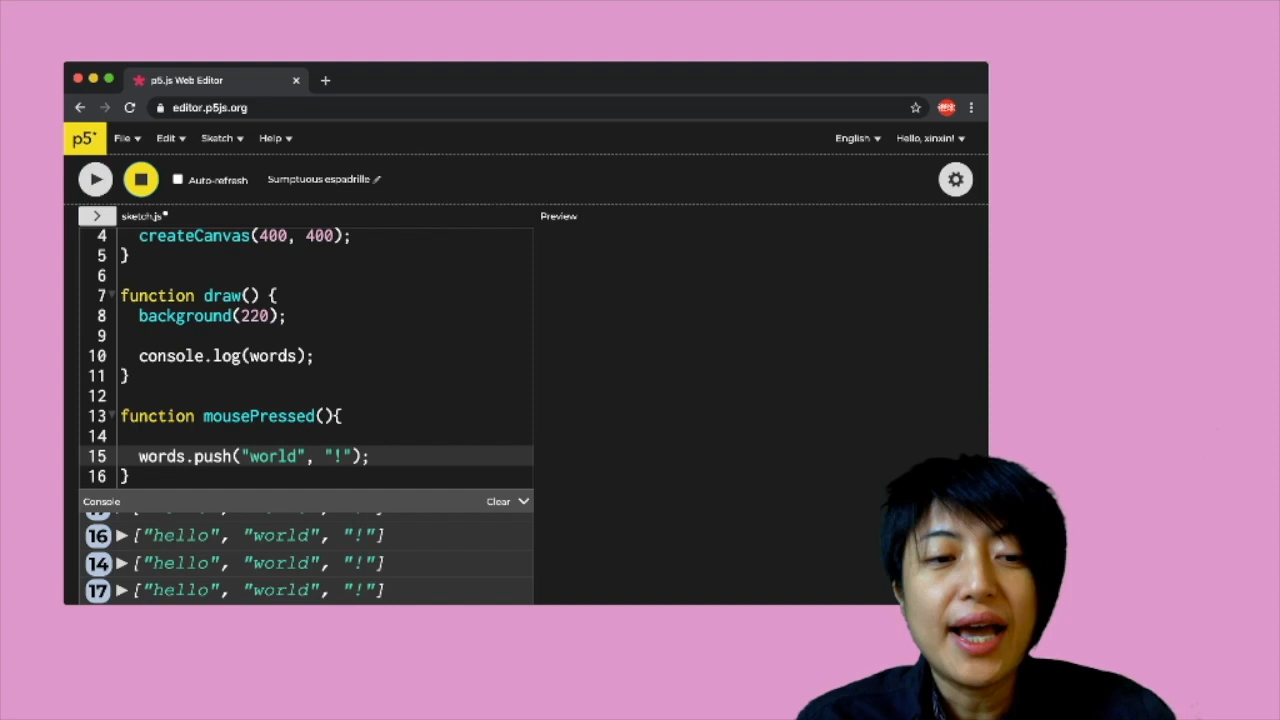 p5.js Web Editor
editor.p5js.org
p5* File Edit Sketch Help English Hello, xinxin!
Auto-refresh Sumptuous espadrille
sketch.js Preview
4 createCanvas(400, 400);
5 }
6
7 function draw() {
8 background(220);
9
10 console.log(words);
11 }
12
13 function mousePressed(){
14
15 words.push("world", "!");
16 }
Console Clear
16 ["hello", "world", "!"]
14 ["hello", "world", "!"]
17 ["hello", "world", "!"]